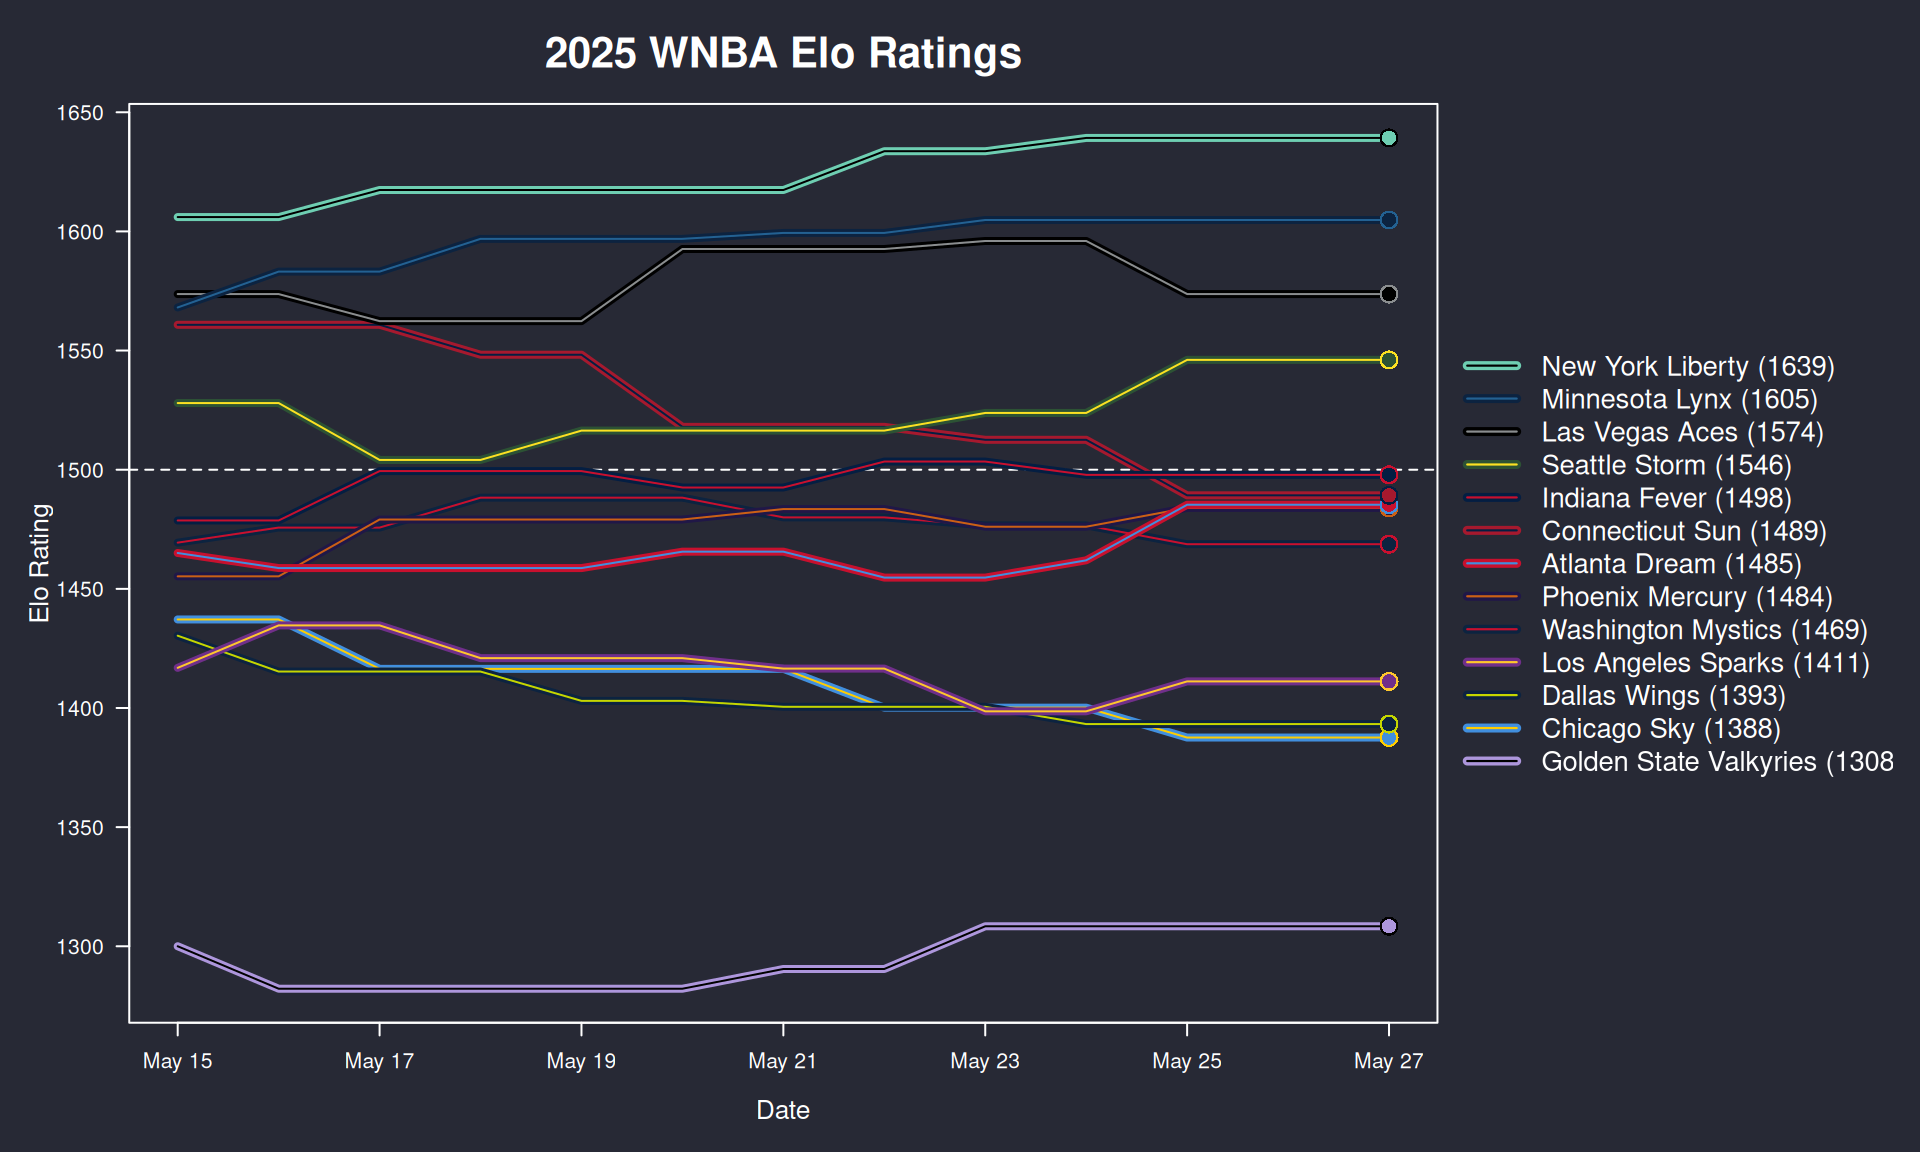 2025 WNBA Elo Ratings
1650
1600
1550
1500
1450
1400
1350
1300
Elo Rating
May 15
May 17
May 19
May 21
May 23
May 25
May 27
Date
New York Liberty (1639)
Minnesota Lynx (1605)
Las Vegas Aces (1574)
Seattle Storm (1546)
Indiana Fever (1498)
Connecticut Sun (1489)
Atlanta Dream (1485)
Phoenix Mercury (1484)
Washington Mystics (1469)
Los Angeles Sparks (1411)
Dallas Wings (1393)
Chicago Sky (1388)
Golden State Valkyries (1308